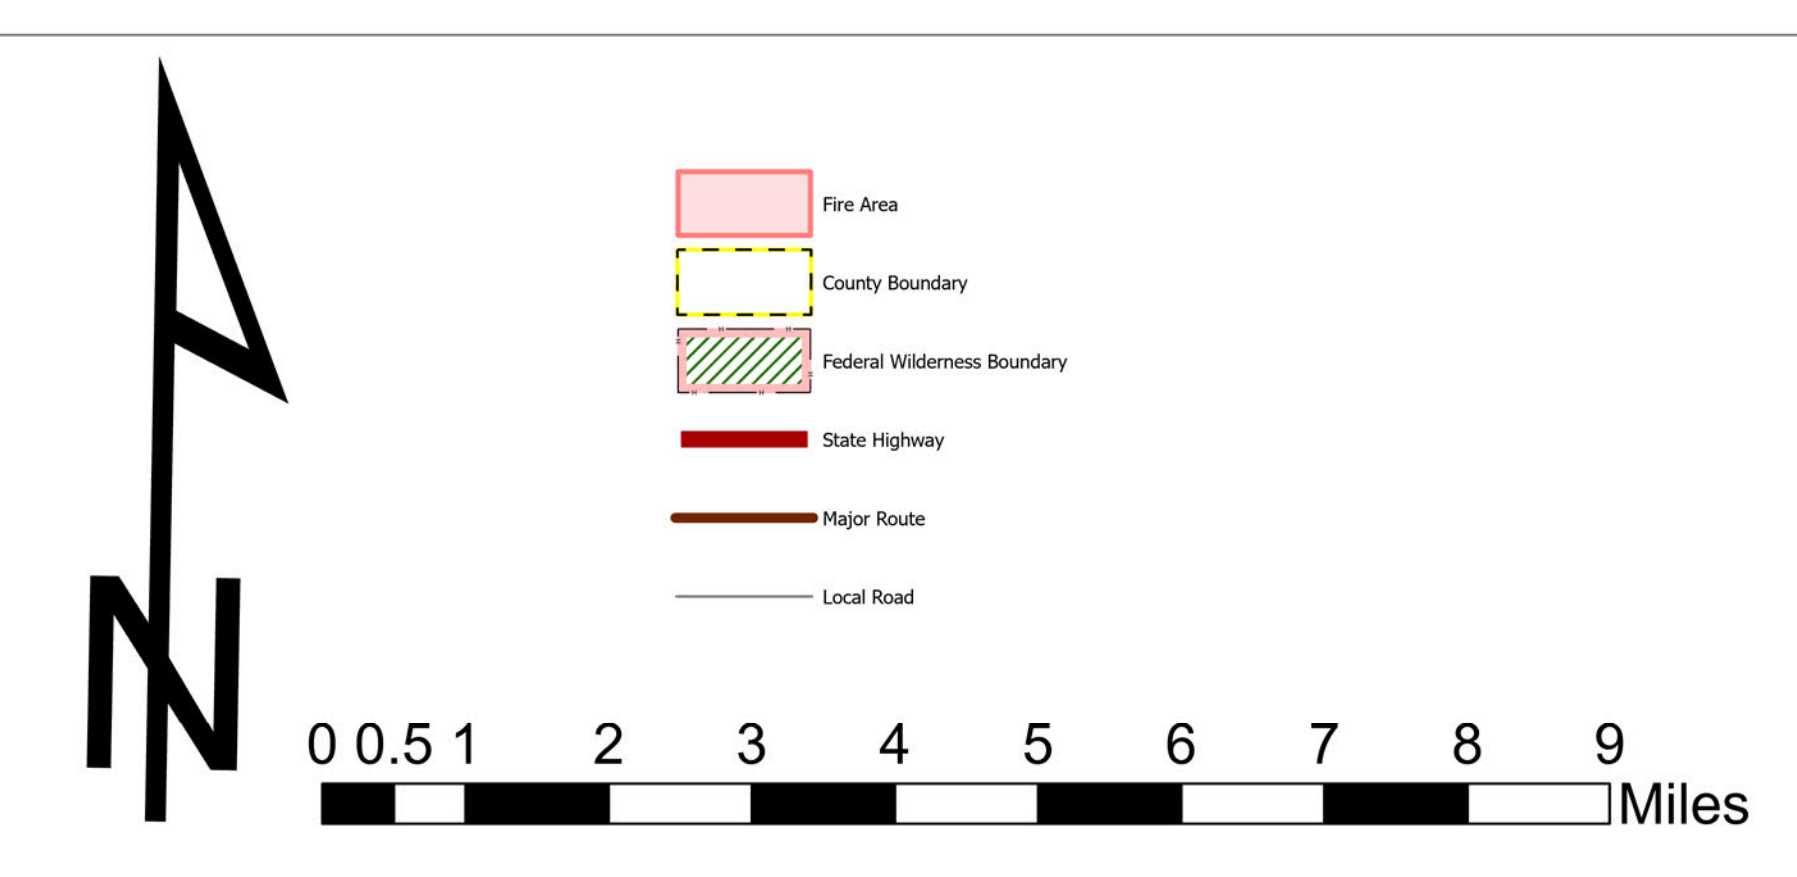 Fire Area
County Boundary
Federal Wilderness Boundary
State Highway
Major Route
Local Road
N
0 0.5 1 2 3 4 5 6 7 8 9
Miles